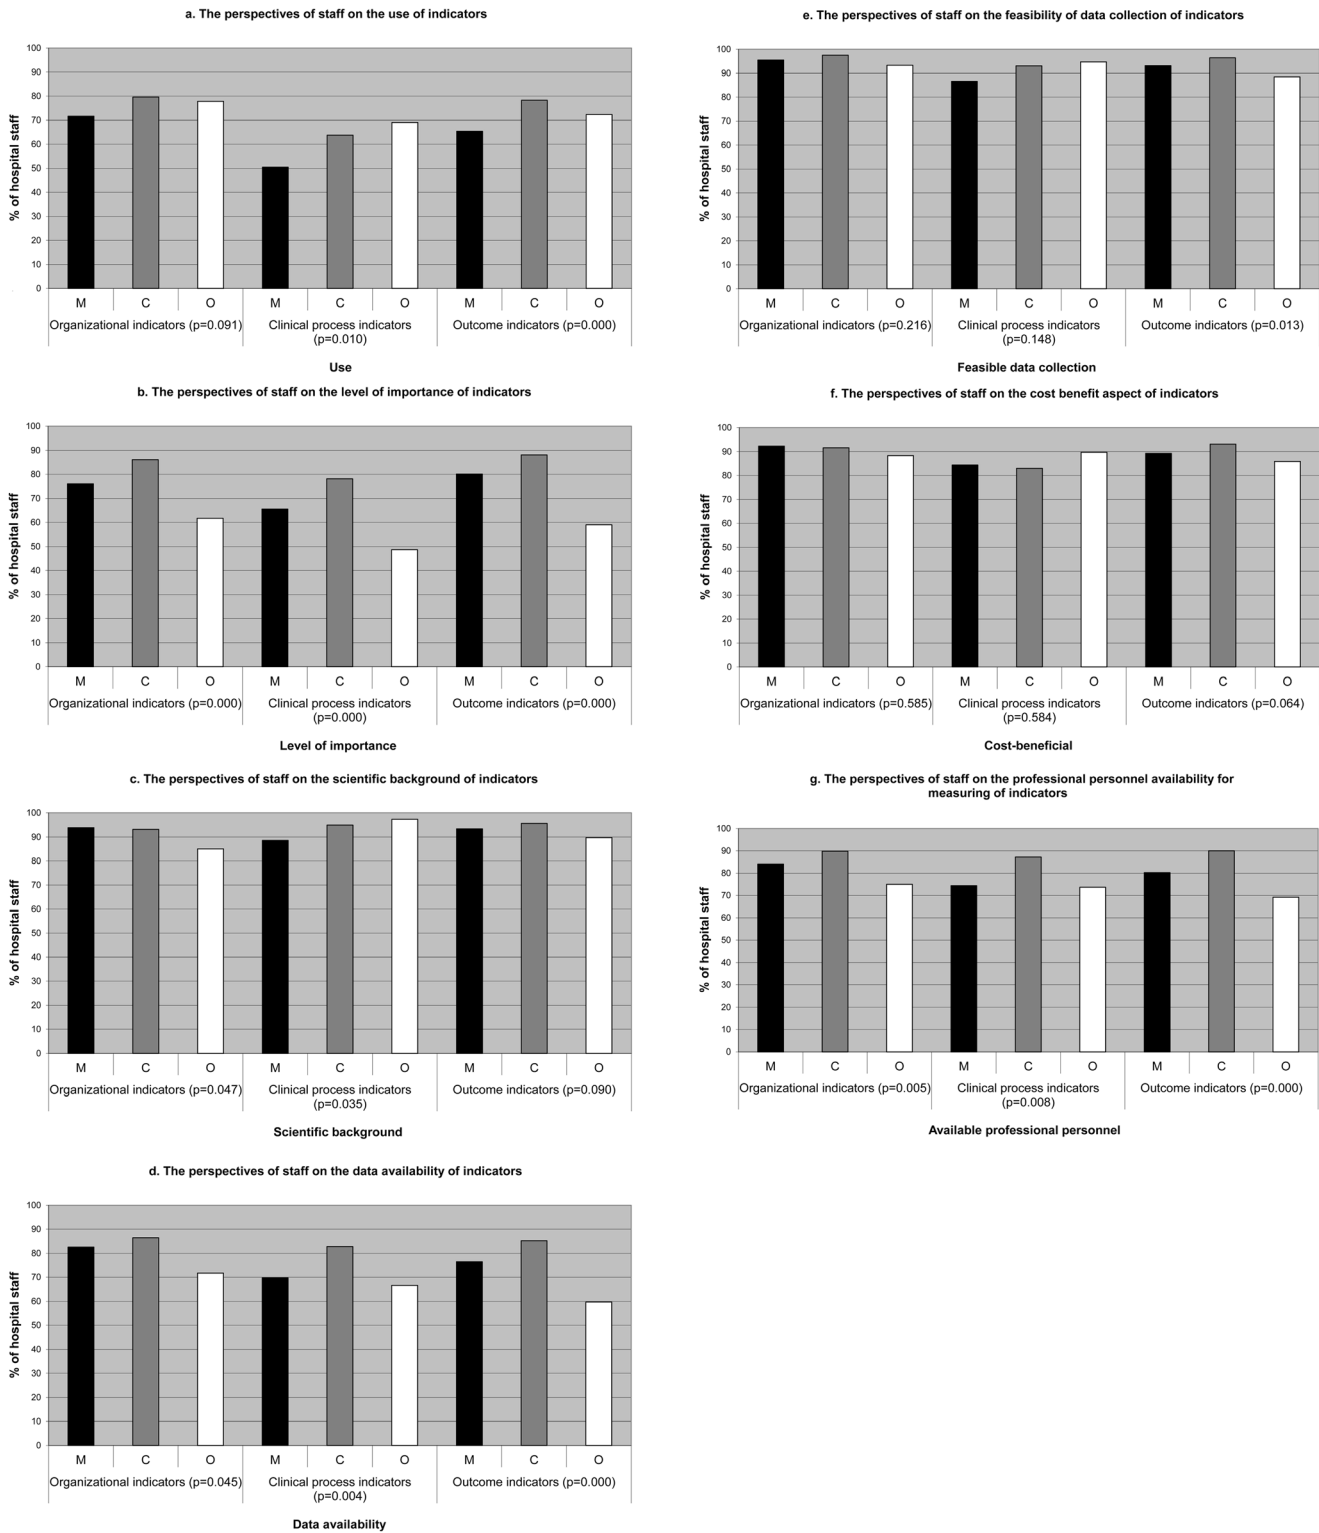 a. The perspectives of staff on the use of indicators
% of hospital staff
100
90
80
70
60
50
40
30
20
10
0
M C O M C O M C O
Organizational indicators (p=0.091) Clinical process indicators Outcome indicators (p=0.000)
(p=0.010)
Use
b. The perspectives of staff on the level of importance of indicators
% of hospital staff
100
90
80
70
60
50
40
30
20
10
0
M C O M C O M C O
Organizational indicators (p=0.000) Clinical process indicators Outcome indicators (p=0.000)
(p=0.000)
Level of importance
c. The perspectives of staff on the scientific background of indicators
% of hospital staff
100
90
80
70
60
50
40
30
20
10
0
M C O M C O M C O
Organizational indicators (p=0.047) Clinical process indicators Outcome indicators (p=0.090)
(p=0.035)
Scientific background
d. The perspectives of staff on the data availability of indicators
% of hospital staff
100
90
80
70
60
50
40
30
20
10
0
M C O M C O M C O
Organizational indicators (p=0.045) Clinical process indicators Outcome indicators (p=0.000)
(p=0.004)
Data availability
e. The perspectives of staff on the feasibility of data collection of indicators
% of hospital staff
100
90
80
70
60
50
40
30
20
10
0
M C O M C O M C O
Organizational indicators (p=0.216) Clinical process indicators Outcome indicators (p=0.013)
(p=0.148)
Feasible data collection
f. The perspectives of staff on the cost benefit aspect of indicators
% of hospital staff
100
90
80
70
60
50
40
30
20
10
0
M C O M C O M C O
Organizational indicators (p=0.585) Clinical process indicators Outcome indicators (p=0.064)
(p=0.584)
Cost-beneficial
g. The perspectives of staff on the professional personnel availability for
measuring of indicators
% of hospital staff
100
90
80
70
60
50
40
30
20
10
0
M C O M C O M C O
Organizational indicators (p=0.005) Clinical process indicators Outcome indicators (p=0.000)
(p=0.008)
Available professional personnel